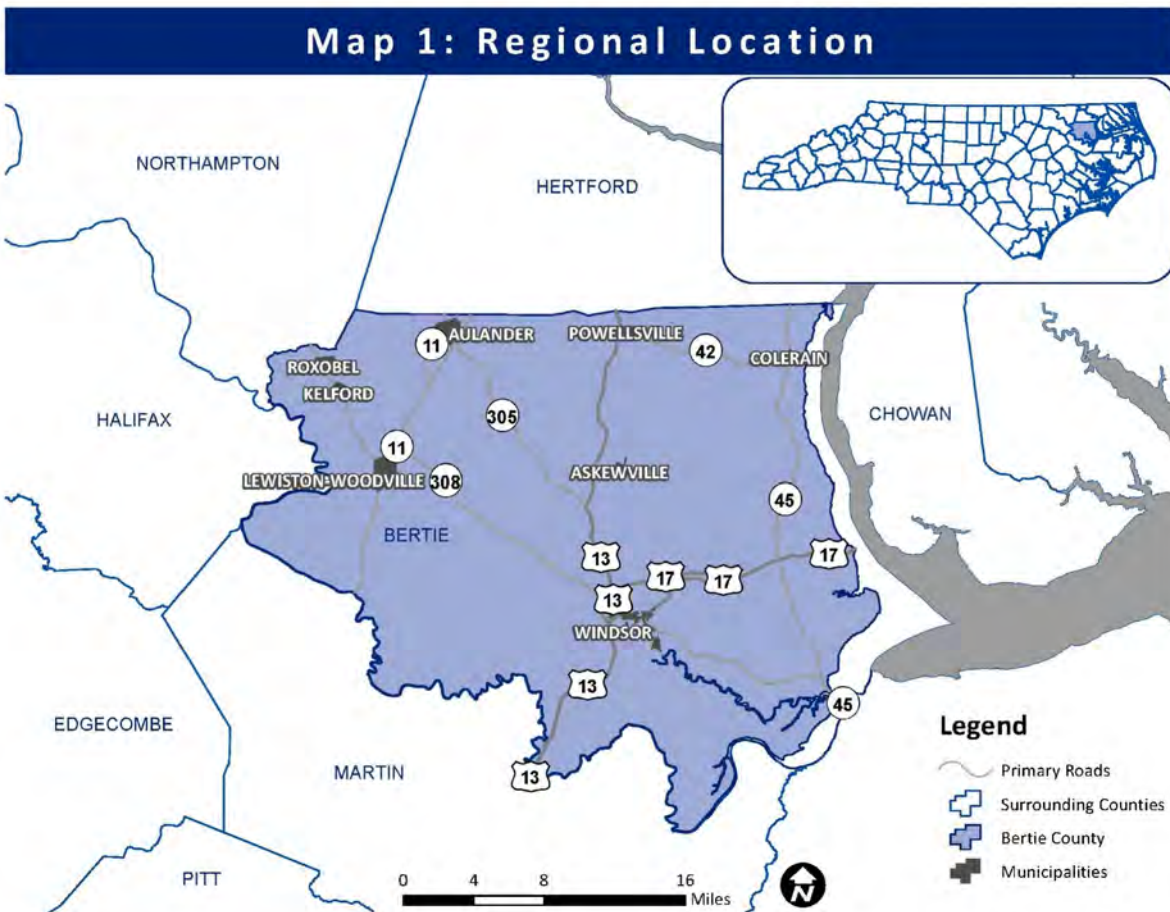 Map 1: Regional Location
NORTHAMPTON
HERTFORD
AULANDER
POWELLSVILLE
11
42
COLERAIN
ROXOBEL
KELFORD
305
CHOWAN
HALIFAX
11
ASKEWVILLE
LEWISTON-WOODVILLE
308
45
BERTIE
13
17
17
17
13
WINDSOR
13
45
EDGECOMBE
MARTIN
13
PITT
Legend
Primary Roads
Surrounding Counties
Bertie County
Municipalities
0 4 8 16
Miles
N